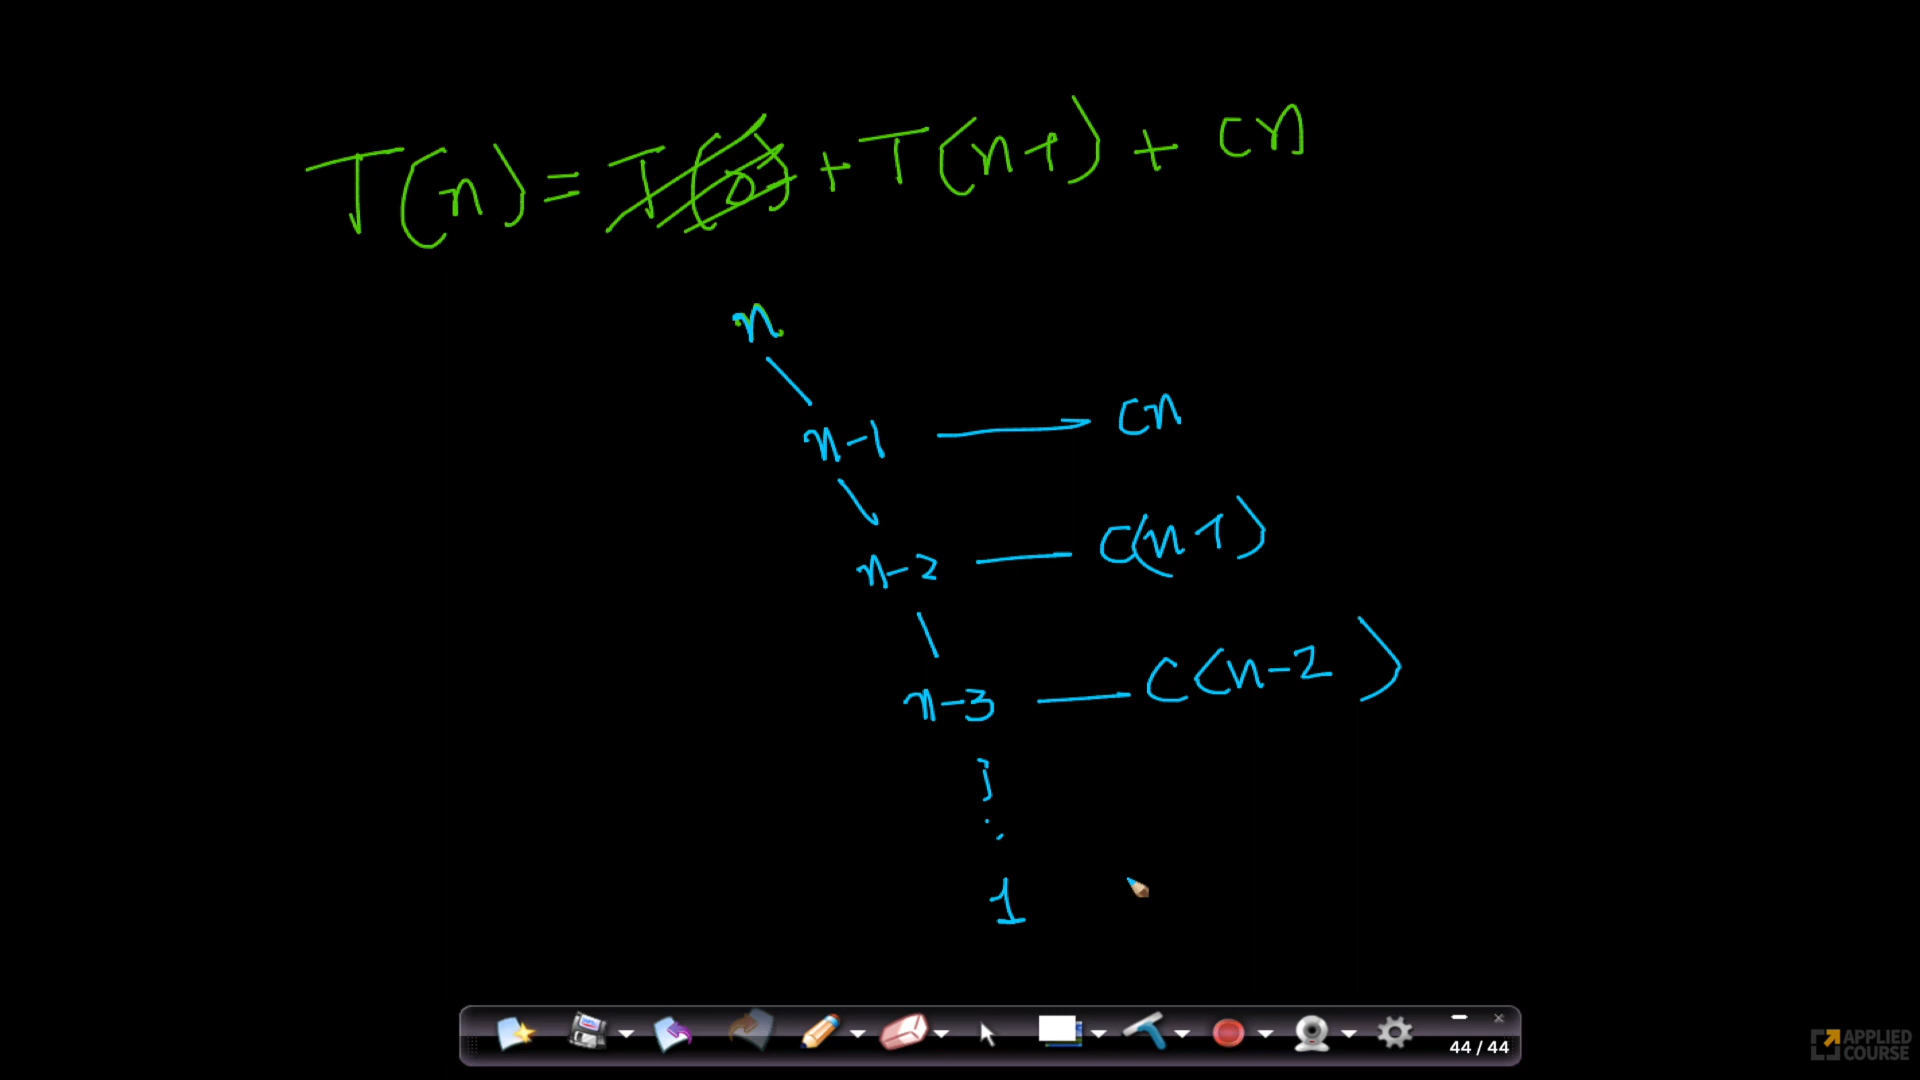 T(n) = T(0) + T(n-1) + cn
n
n-1 → cn
n-2 — c(n-1)
n-3 — c(n-2)
1
44 / 44
APPLIED
COURSE